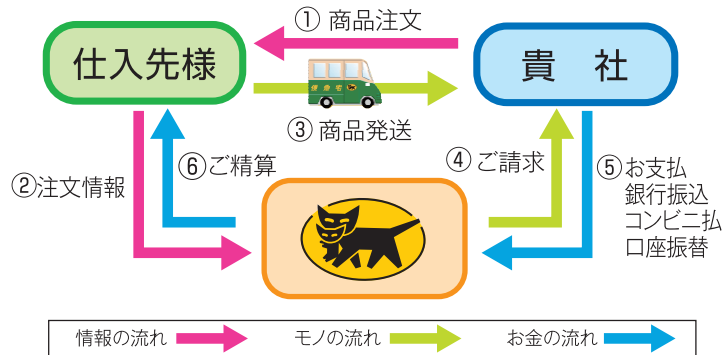 ① 商品注文
仕入先様
貴 社
③ 商品発送
② 注文情報
⑥ ご精算
④ ご請求
⑤ お支払
銀行振込
コンビニ払
口座振替
情報の流れ
モノの流れ
お金の流れ